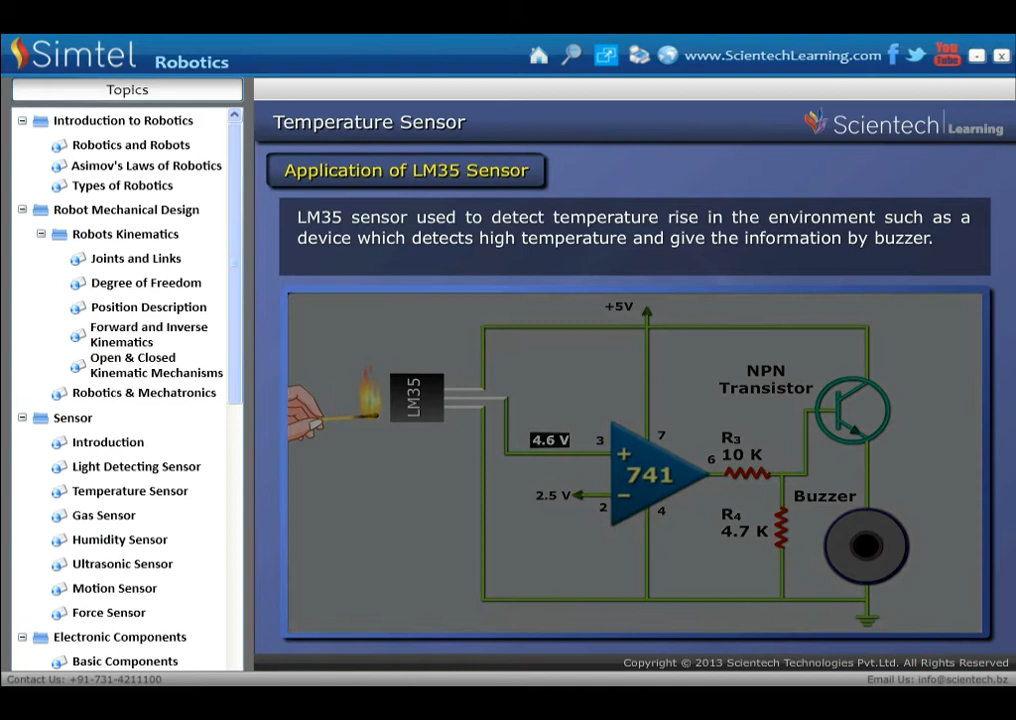 Simtel Robotics
www.ScientechLearning.com
You Tube
Topics
Introduction to Robotics
Robotics and Robots
Asimov's Laws of Robotics
Types of Robotics
Robot Mechanical Design
Robots Kinematics
Joints and Links
Degree of Freedom
Position Description
Forward and Inverse
Kinematics
Open & Closed
Kinematic Mechanisms
Robotics & Mechatronics
Sensor
Introduction
Light Detecting Sensor
Temperature Sensor
Gas Sensor
Humidity Sensor
Ultrasonic Sensor
Motion Sensor
Force Sensor
Electronic Components
Basic Components
Temperature Sensor
Scientech Learning
Application of LM35 Sensor
LM35 sensor used to detect temperature rise in the environment such as a
device which detects high temperature and give the information by buzzer.
+5V
LM35
NPN
Transistor
4.6 V
3
7
+
741
6
R3
10 K
2.5 V
−
2
4
R4
4.7 K
Buzzer
Copyright © 2013 Scientech Technologies Pvt.Ltd. All Rights Reserved
Contact Us: +91-731-4211100
Email Us: info@scientech.bz